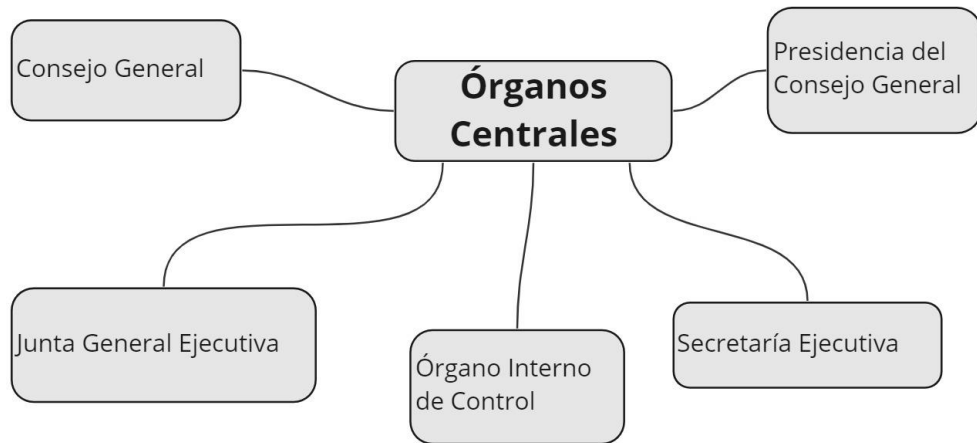 Consejo General
Órganos
Centrales
Presidencia del
Consejo General
Junta General Ejecutiva
Órgano Interno
de Control
Secretaría Ejecutiva